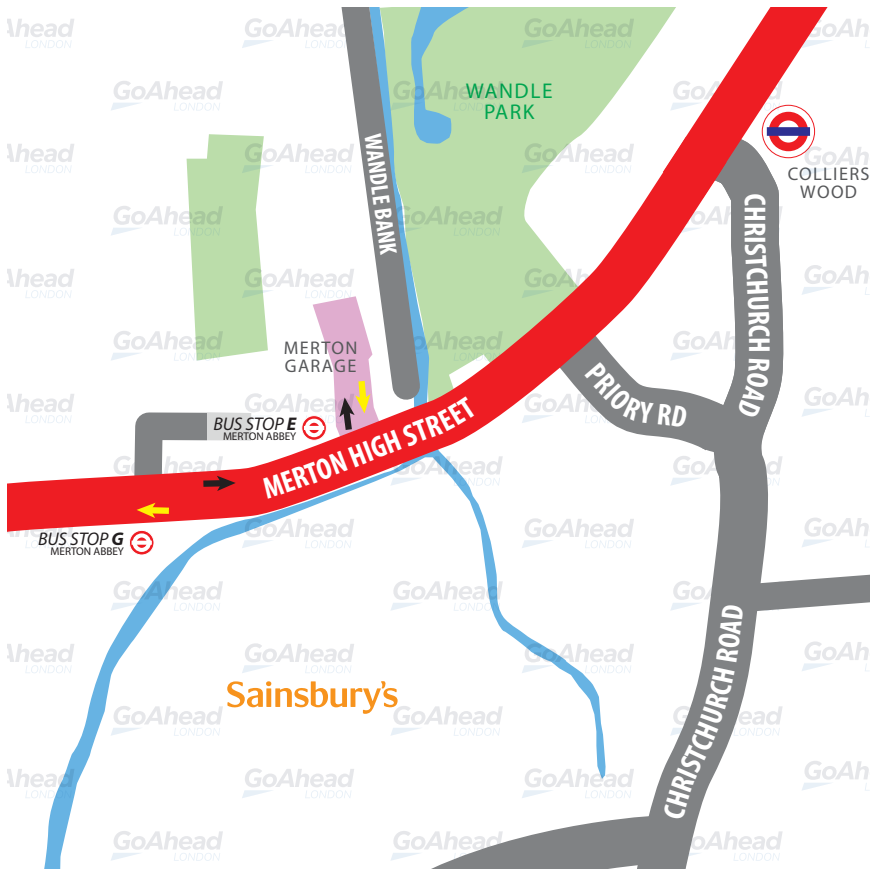 WANDLE
PARK
COLLIERS
WOOD
WANDLE BANK
CHRISTCHURCH ROAD
MERTON
GARAGE
PRIORY RD
BUS STOP E
MERTON ABBEY
MERTON HIGH STREET
BUS STOP G
MERTON ABBEY
CHRISTCHURCH ROAD
Sainsbury's
GoAhead
LONDON